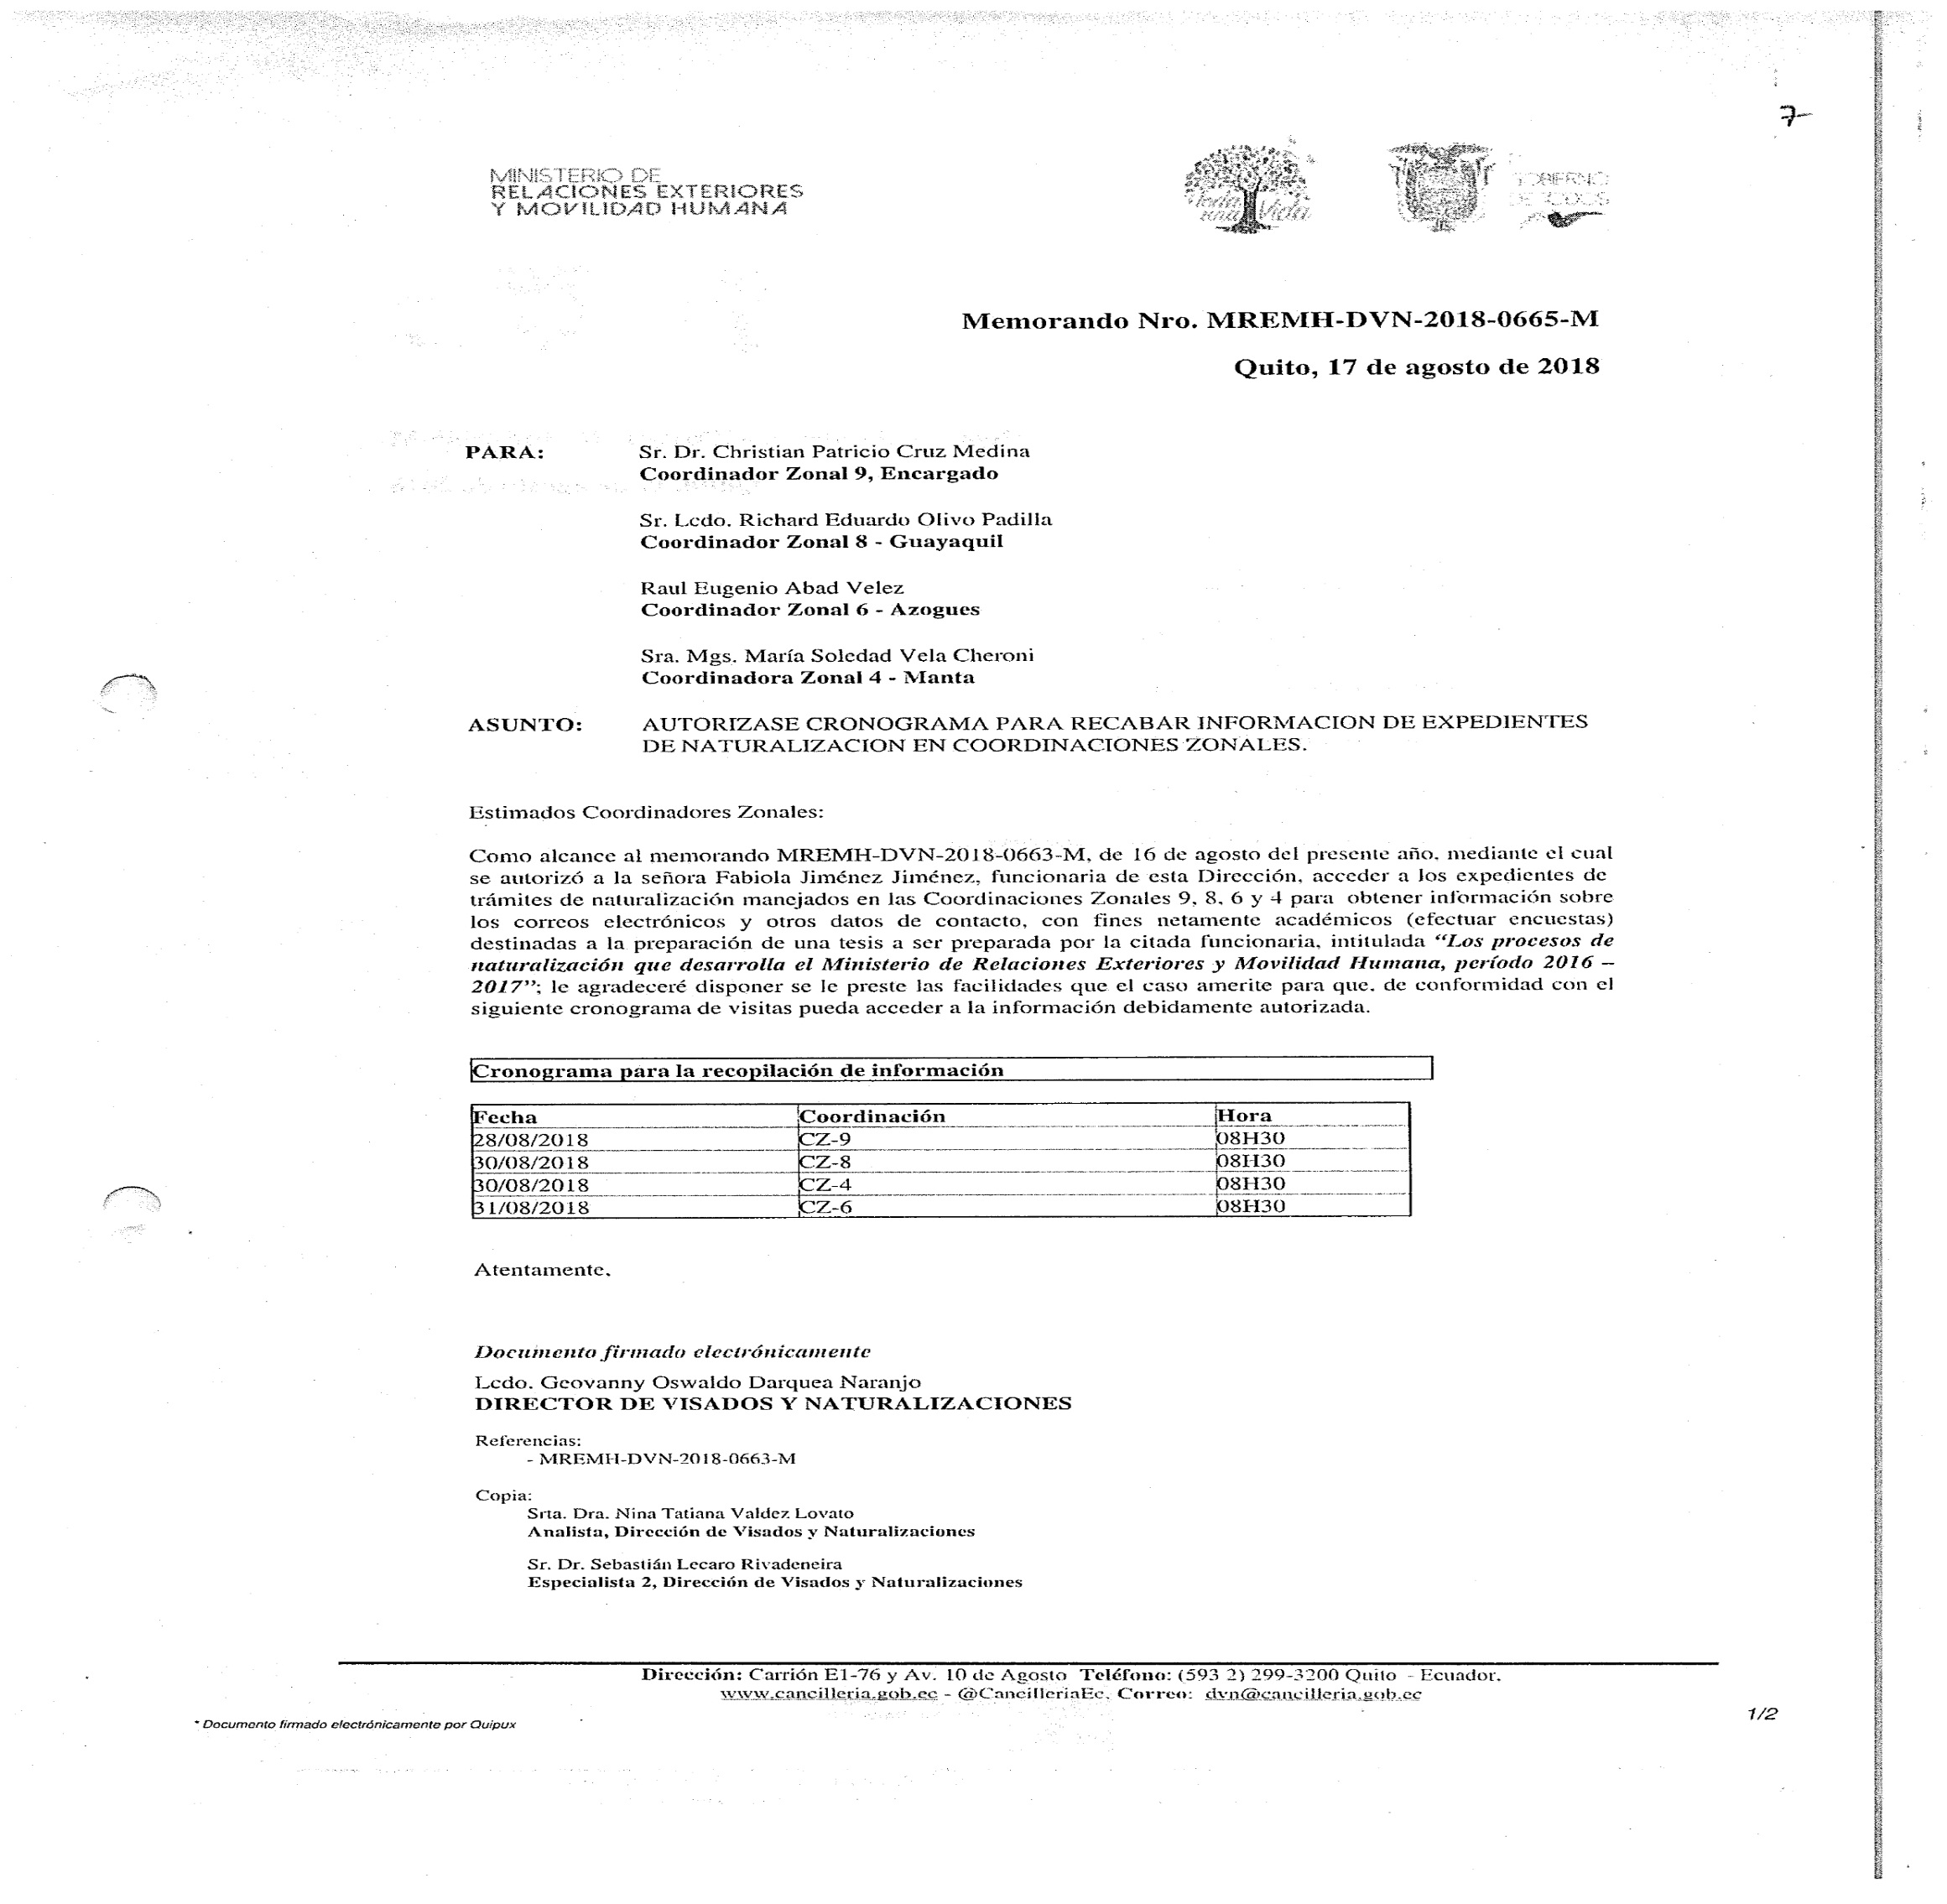 7
MINISTERIO DE
RELACIONES EXTERIORES
Y MOVILIDAD HUMANA
Toda
una Vida
GOBIERNO
DE TODOS
Memorando Nro. MREMH-DVN-2018-0665-M
Quito, 17 de agosto de 2018
PARA: Sr. Dr. Christian Patricio Cruz Medina
Coordinador Zonal 9, Encargado
Sr. Lcdo. Richard Eduardo Olivo Padilla
Coordinador Zonal 8 - Guayaquil
Raul Eugenio Abad Velez
Coordinador Zonal 6 - Azogues
Sra. Mgs. María Soledad Vela Cheroni
Coordinadora Zonal 4 - Manta
ASUNTO: AUTORIZASE CRONOGRAMA PARA RECABAR INFORMACION DE EXPEDIENTES
DE NATURALIZACION EN COORDINACIONES ZONALES.
Estimados Coordinadores Zonales:
Como alcance al memorando MREMH-DVN-2018-0663-M, de 16 de agosto del presente año, mediante el cual
se autorizó a la señora Fabiola Jiménez Jiménez, funcionaria de esta Dirección, acceder a los expedientes de
trámites de naturalización manejados en las Coordinaciones Zonales 9, 8, 6 y 4 para obtener información sobre
los correos electrónicos y otros datos de contacto, con fines netamente académicos (efectuar encuestas)
destinadas a la preparación de una tesis a ser preparada por la citada funcionaria, intitulada “Los procesos de
naturalización que desarrolla el Ministerio de Relaciones Exteriores y Movilidad Humana, período 2016 –
2017”; le agradeceré disponer se le preste las facilidades que el caso amerite para que, de conformidad con el
siguiente cronograma de visitas pueda acceder a la información debidamente autorizada.
Cronograma para la recopilación de información
Fecha Coordinación Hora
28/08/2018 CZ-9 08H30
30/08/2018 CZ-8 08H30
30/08/2018 CZ-4 08H30
31/08/2018 CZ-6 08H30
Atentamente,
Documento firmado electrónicamente
Lcdo. Geovanny Oswaldo Darquea Naranjo
DIRECTOR DE VISADOS Y NATURALIZACIONES
Referencias:
- MREMH-DVN-2018-0663-M
Copia:
Srta. Dra. Nina Tatiana Valdez Lovato
Analista, Dirección de Visados y Naturalizaciones
Sr. Dr. Sebastián Lecaro Rivadeneira
Especialista 2, Dirección de Visados y Naturalizaciones
Dirección: Carrión E1-76 y Av. 10 de Agosto Teléfono: (593 2) 299-3200 Quito - Ecuador.
www.cancilleria.gob.ec - @CancilleriaEc. Correo: dvn@cancilleria.gob.ec
* Documento firmado electrónicamente por Quipux
1/2